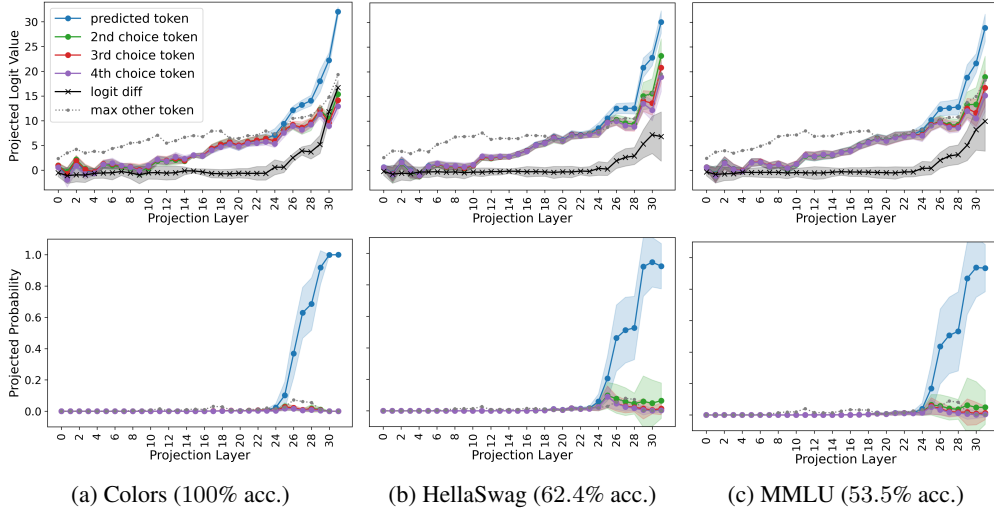 predicted token
2nd choice token
3rd choice token
4th choice token
logit diff
max other token
Projected Logit Value
30
25
20
15
10
5
0
0 2 4 6 8 10 12 14 16 18 20 22 24 26 28 30
Projection Layer
0 2 4 6 8 10 12 14 16 18 20 22 24 26 28 30
Projection Layer
0 2 4 6 8 10 12 14 16 18 20 22 24 26 28 30
Projection Layer
Projected Probability
1.0
0.8
0.6
0.4
0.2
0.0
0 2 4 6 8 10 12 14 16 18 20 22 24 26 28 30
Projection Layer
0 2 4 6 8 10 12 14 16 18 20 22 24 26 28 30
Projection Layer
0 2 4 6 8 10 12 14 16 18 20 22 24 26 28 30
Projection Layer
(a) Colors (100% acc.)
(b) HellaSwag (62.4% acc.)
(c) MMLU (53.5% acc.)